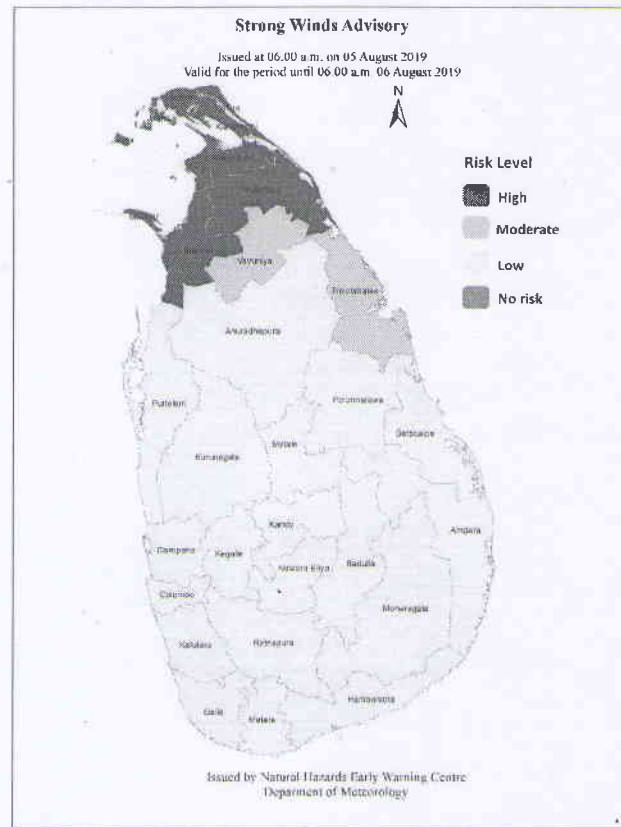 Strong Winds Advisory
Issued at 06.00 a.m. on 05 August 2019
Valid for the period until 06.00 a.m. 06 August 2019
N
Risk Level
High
Moderate
Low
No risk
Vavuniya
Trincomalee
Anuradhapura
Puttalam
Polonnaruwa
Batticaloa
Matale
Kurunegala
Kandy
Ampara
Gampaha
Kegalle
Nuwara Eliya
Badulla
Colombo
Moneragala
Kalutara
Ratnapura
Hambantota
Galle
Matara
Issued by Natural Hazards Early Warning Centre
Deparment of Meteorology